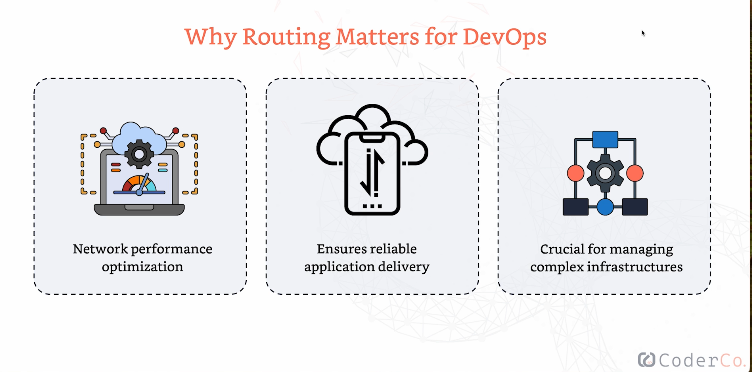 Why Routing Matters for DevOps
Network performance
optimization
Ensures reliable
application delivery
Crucial for managing
complex infrastructures
CoderCo.